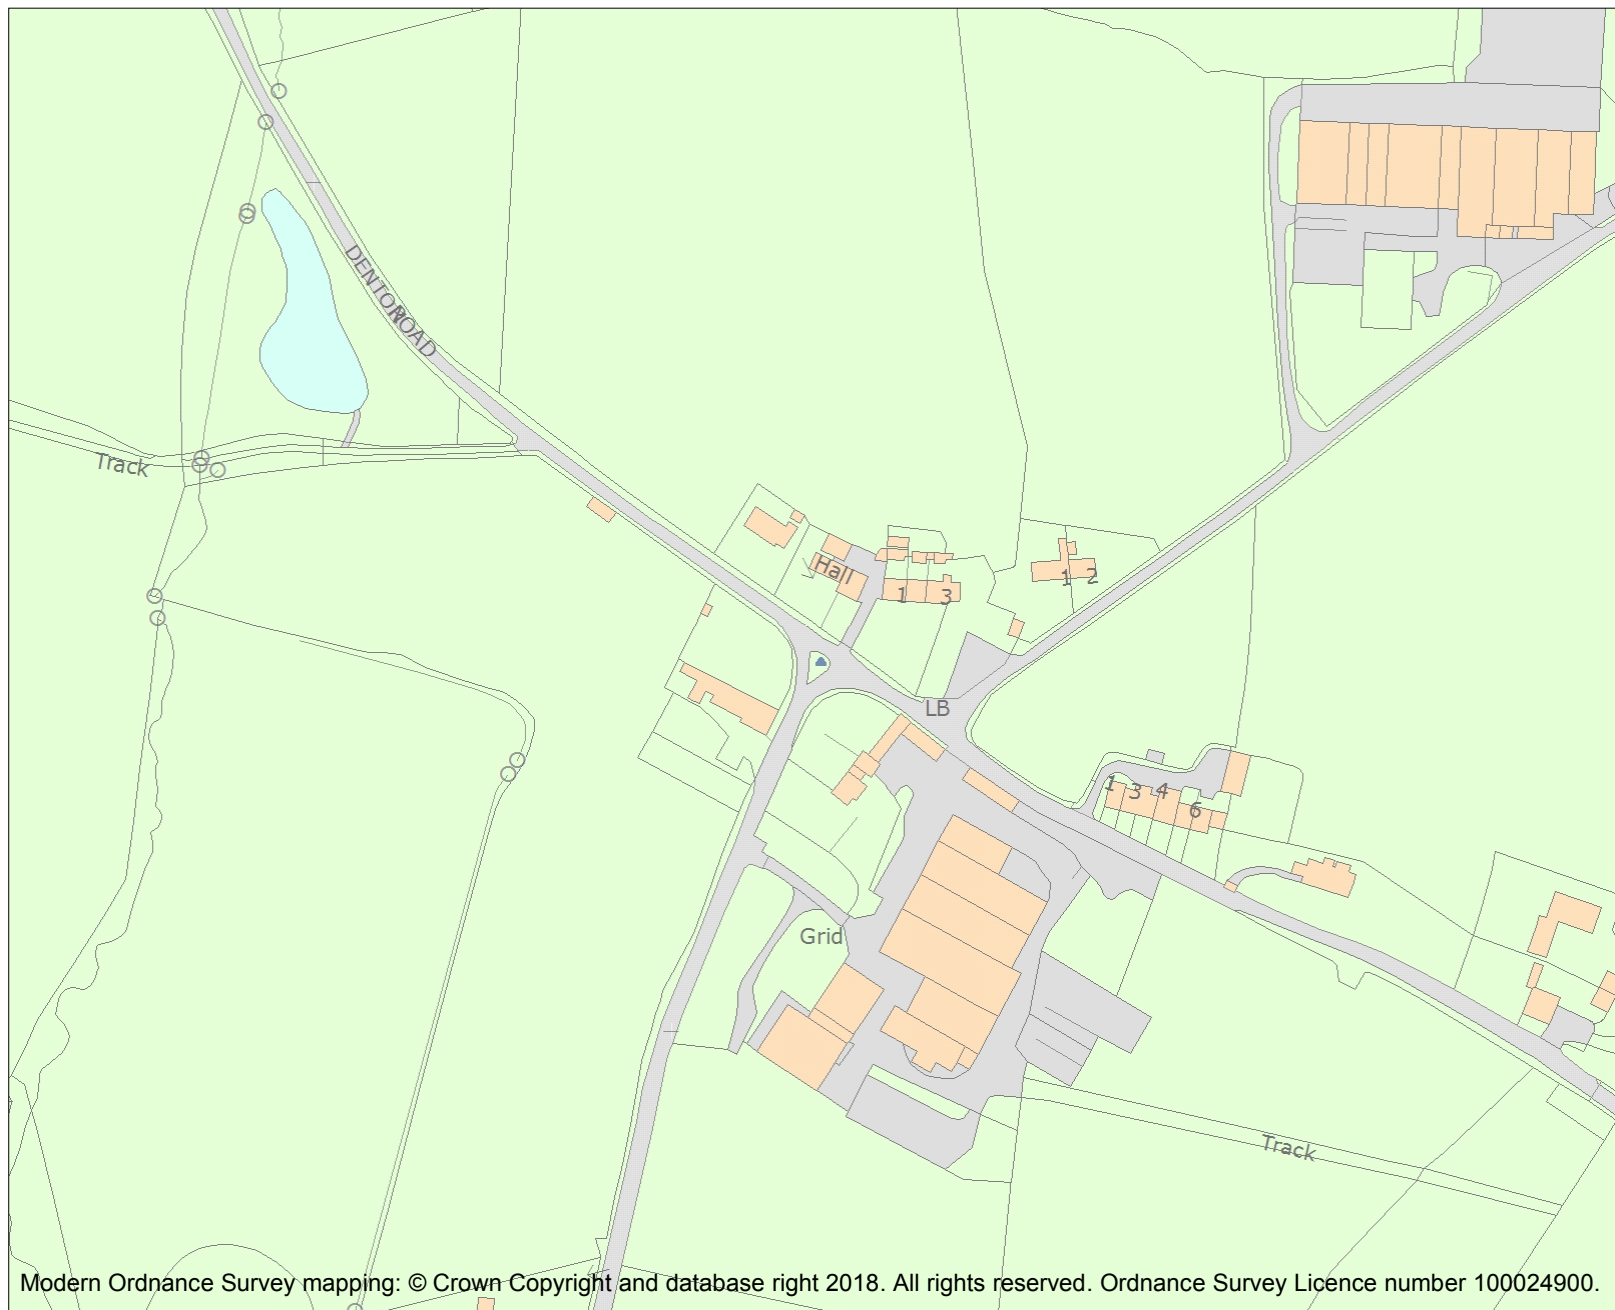 DENTON ROAD
Track
Hall
1 3
1 2
LB
1 3 4 6
Grid
Track
Modern Ordnance Survey mapping: © Crown Copyright and database right 2018. All rights reserved. Ordnance Survey Licence number 100024900.